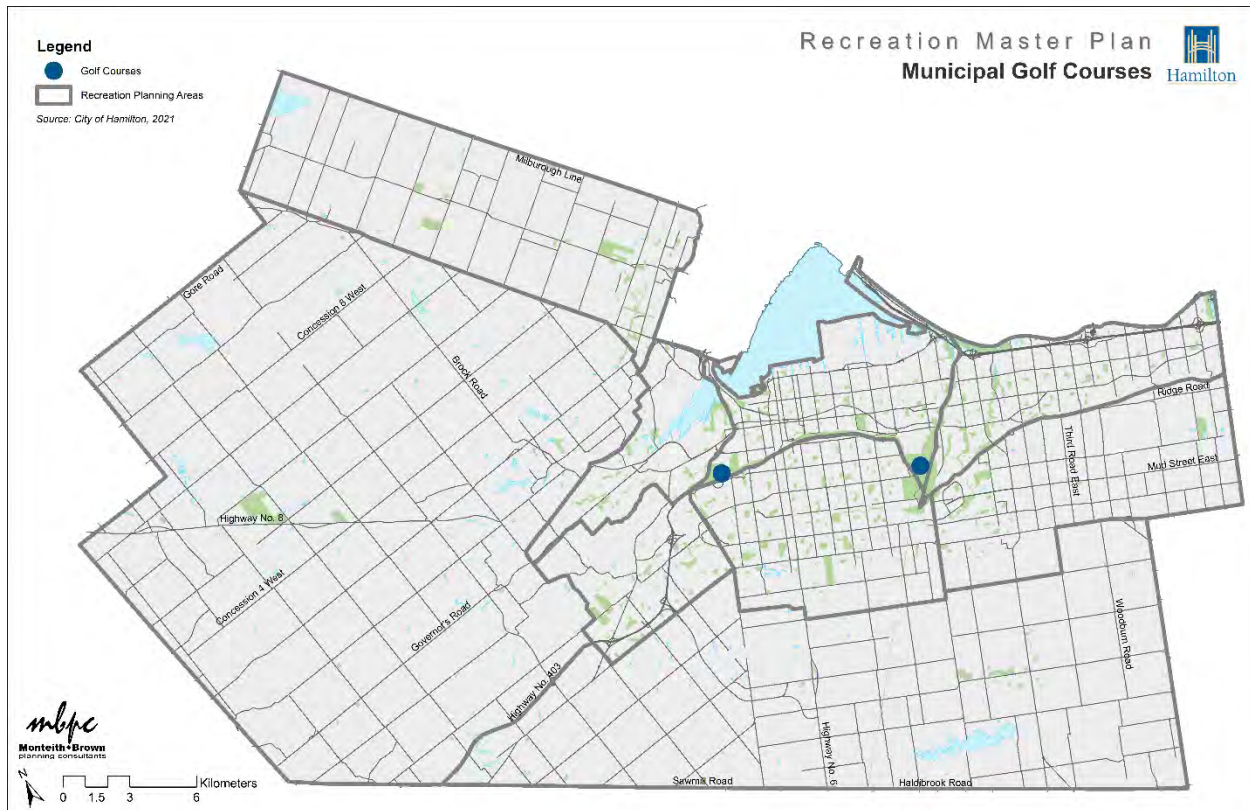 Legend
Golf Courses
Recreation Planning Areas
Source: City of Hamilton, 2021
Recreation Master Plan
Municipal Golf Courses
Hamilton
Milburough Line
Gore Road
Concession 8 West
Brock Road
Ridge Road
Third Road East
Mud Street East
Highway No. 8
Concession 4 West
Governor's Road
Woodburn Road
Highway No. 403
Highway No. 6
Sawmill Road
Haldibrook Road
mbpc
Monteith+Brown
planning consultants
N
Kilometers
0 1.5 3 6